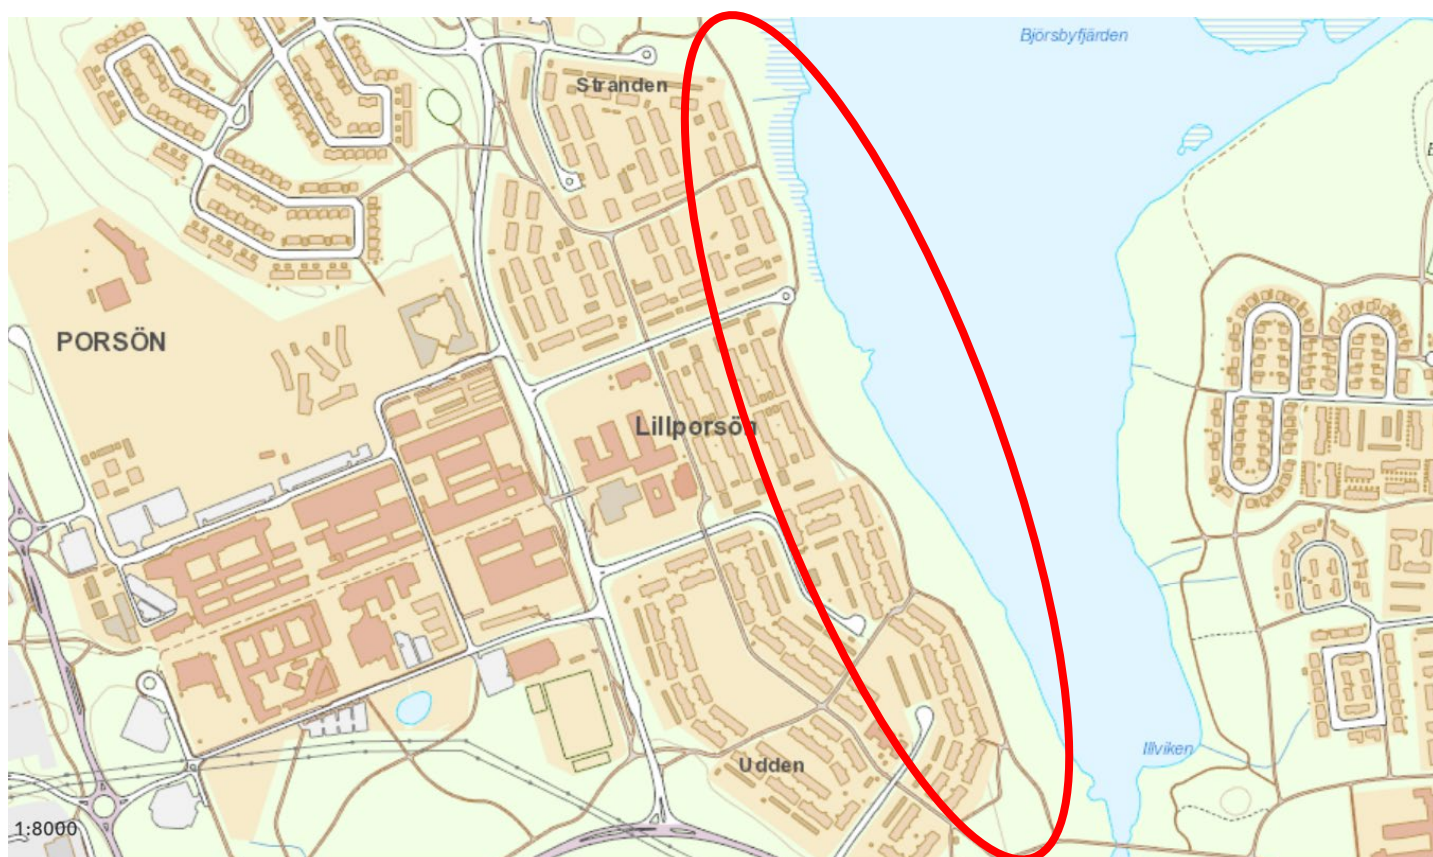 Björsbyfjärden
Stranden
PORSÖN
Lillporsön
Udden
Illviken
1:8000